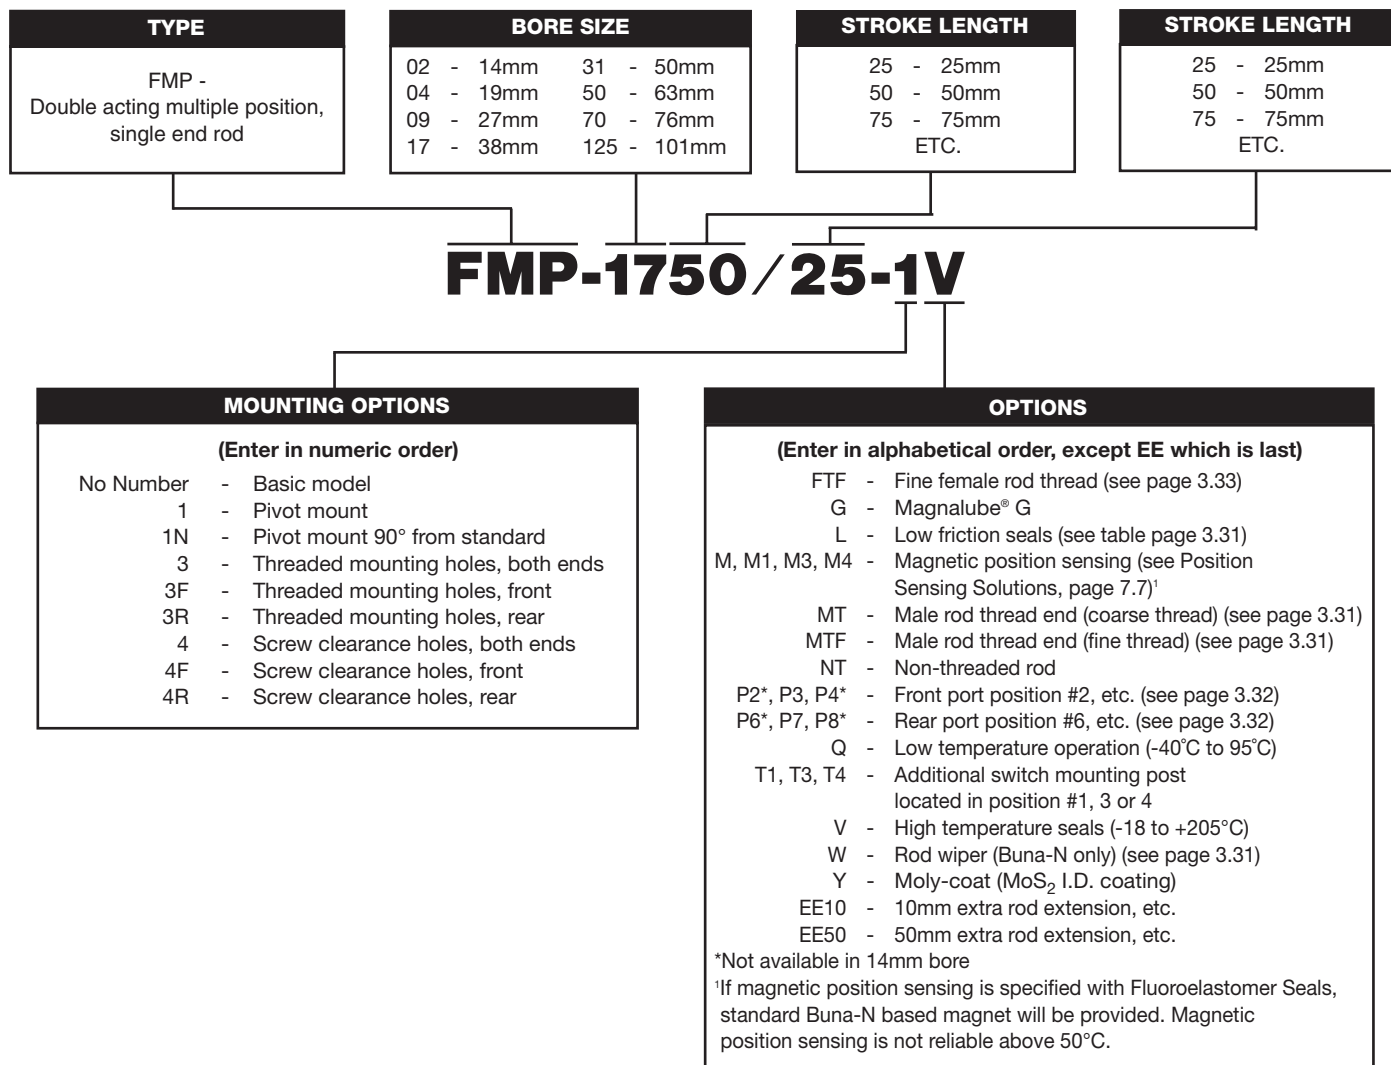 TYPE
FMP -
Double acting multiple position,
single end rod
BORE SIZE
02 - 14mm 31 - 50mm
04 - 19mm 50 - 63mm
09 - 27mm 70 - 76mm
17 - 38mm 125 - 101mm
STROKE LENGTH
25 - 25mm
50 - 50mm
75 - 75mm
ETC.
STROKE LENGTH
25 - 25mm
50 - 50mm
75 - 75mm
ETC.
FMP-1750/25-1V
MOUNTING OPTIONS
(Enter in numeric order)
No Number - Basic model
1 - Pivot mount
1N - Pivot mount 90° from standard
3 - Threaded mounting holes, both ends
3F - Threaded mounting holes, front
3R - Threaded mounting holes, rear
4 - Screw clearance holes, both ends
4F - Screw clearance holes, front
4R - Screw clearance holes, rear
OPTIONS
(Enter in alphabetical order, except EE which is last)
FTF - Fine female rod thread (see page 3.33)
G - Magnalube® G
L - Low friction seals (see table page 3.31)
M, M1, M3, M4 - Magnetic position sensing (see Position
Sensing Solutions, page 7.7)¹
MT - Male rod thread end (coarse thread) (see page 3.31)
MTF - Male rod thread end (fine thread) (see page 3.31)
NT - Non-threaded rod
P2*, P3, P4* - Front port position #2, etc. (see page 3.32)
P6*, P7, P8* - Rear port position #6, etc. (see page 3.32)
Q - Low temperature operation (-40°C to 95°C)
T1, T3, T4 - Additional switch mounting post
located in position #1, 3 or 4
V - High temperature seals (-18 to +205°C)
W - Rod wiper (Buna-N only) (see page 3.31)
Y - Moly-coat (MoS₂ I.D. coating)
EE10 - 10mm extra rod extension, etc.
EE50 - 50mm extra rod extension, etc.
*Not available in 14mm bore
¹If magnetic position sensing is specified with Fluoroelastomer Seals,
standard Buna-N based magnet will be provided. Magnetic
position sensing is not reliable above 50°C.